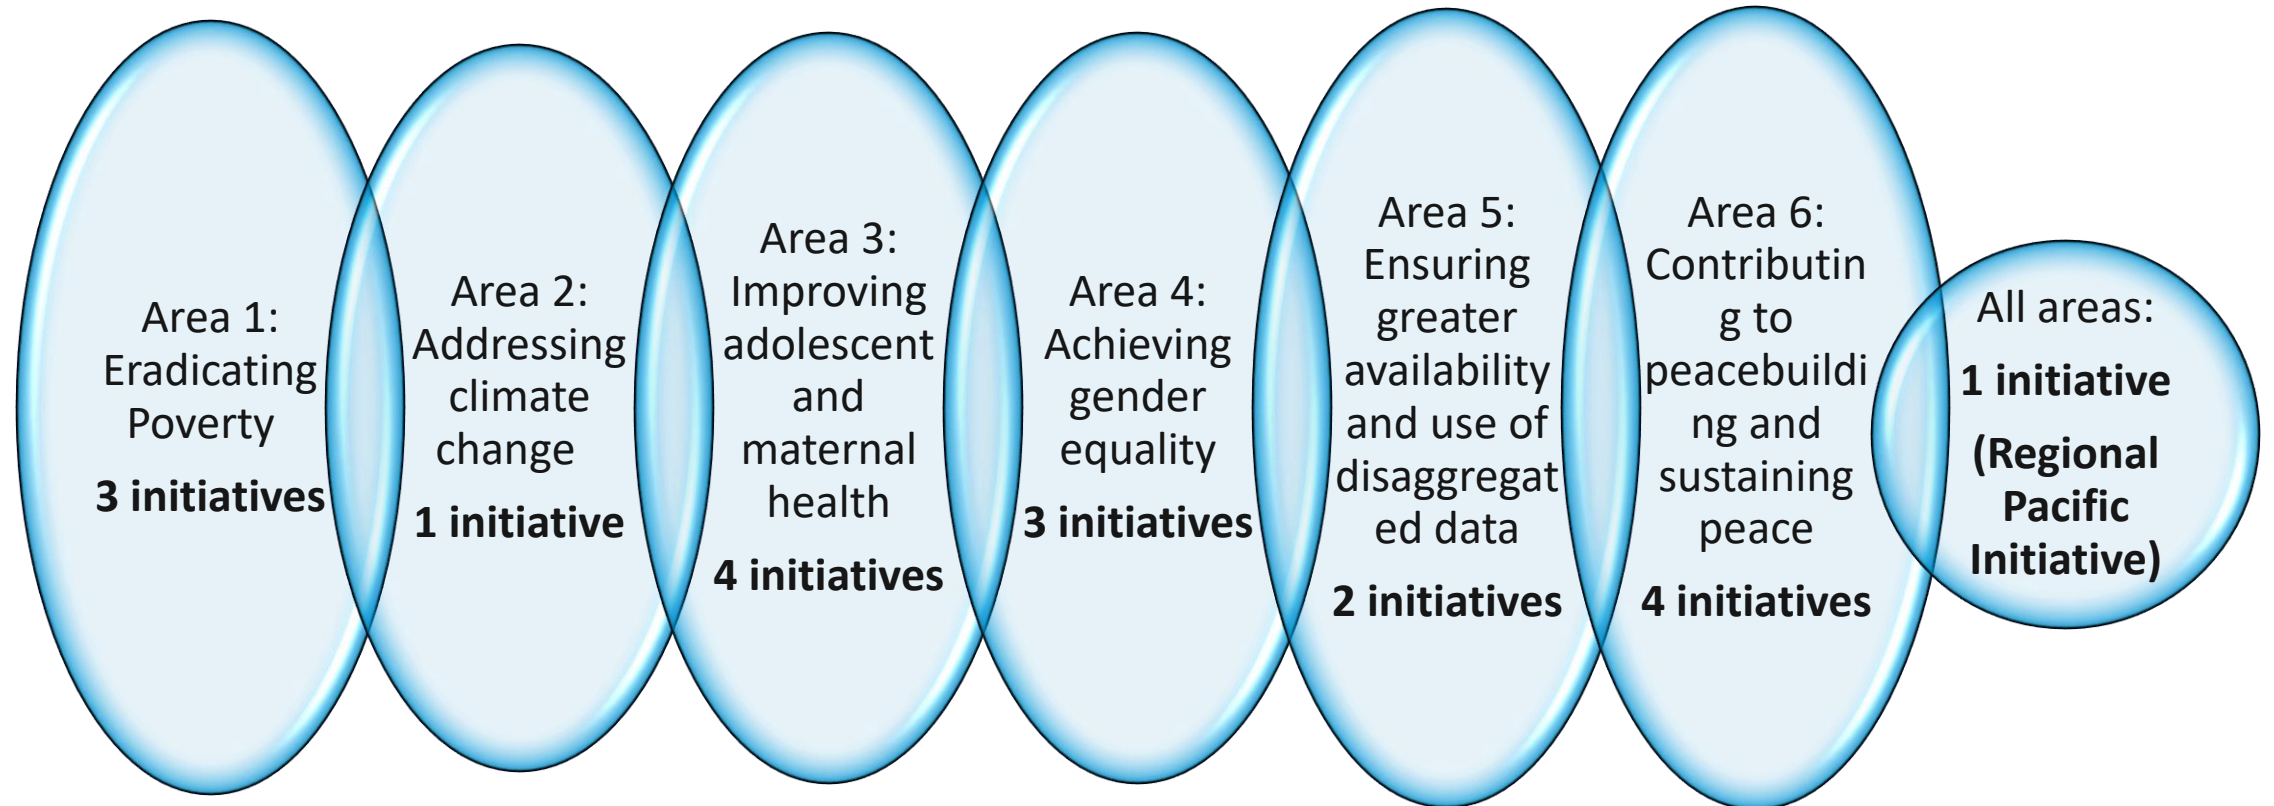 Area 1:
Eradicating
Poverty
3 initiatives
Area 2:
Addressing
climate
change
1 initiative
Area 3:
Improving
adolescent
and
maternal
health
4 initiatives
Area 4:
Achieving
gender
equality
3 initiatives
Area 5:
Ensuring
greater
availability
and use of
disaggregat
ed data
2 initiatives
Area 6:
Contributin
g to
peacebuildi
ng and
sustaining
peace
4 initiatives
All areas:
1 initiative
(Regional
Pacific
Initiative)